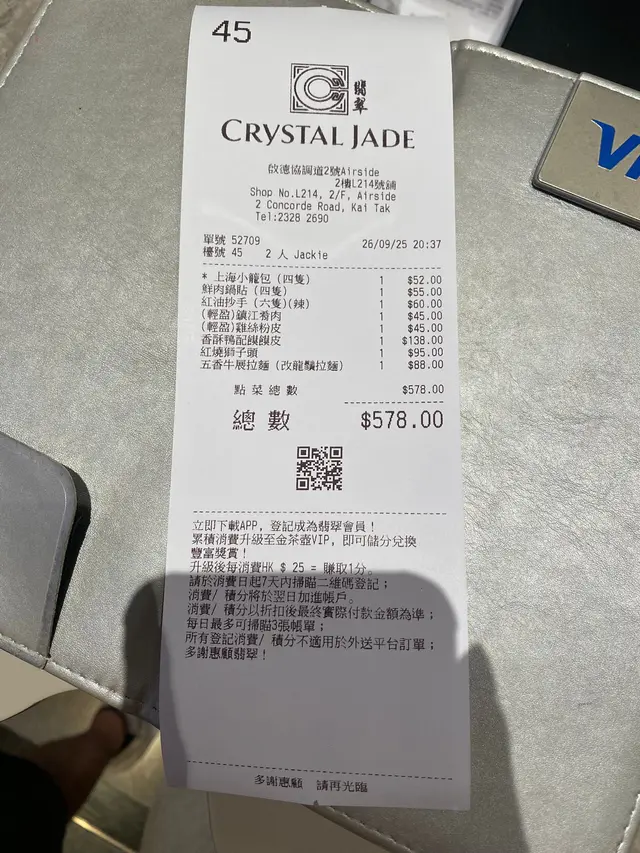 45
翡翠
CRYSTAL JADE
啟德協調道2號Airside
2樓L214號舖
Shop No.L214, 2/F, Airside
2 Concorde Road, Kai Tak
Tel:2328 2690
單號 52709 26/09/25 20:37
檯號 45 2 人 Jackie
* 上海小籠包 (四隻) 1 $52.00
鮮肉鍋貼 (四隻) 1 $55.00
紅油抄手 (六隻)(辣) 1 $60.00
(輕盈)鎮江肴肉 1 $45.00
(輕盈)雞絲粉皮 1 $45.00
香酥鴨配饃饃皮 1 $138.00
紅燒獅子頭 1 $95.00
五香牛展拉麵 (改龍鬚拉麵) 1 $88.00
點菜總數 $578.00
總數 $578.00
立即下載APP, 登記成為翡翠會員!
累積消費升級至金茶壺VIP, 即可儲分兌換
豐富獎賞!
升級後每消費HK $ 25 = 賺取1分。
請於消費日起7天內掃瞄二維碼登記;
消費/ 積分將於翌日加進帳戶。
消費/ 積分以折扣後最終實際付款金額為準;
每日最多可掃瞄3張帳單;
所有登記消費/ 積分不適用於外送平台訂單;
多謝惠顧翡翠!
多謝惠顧 請再光臨